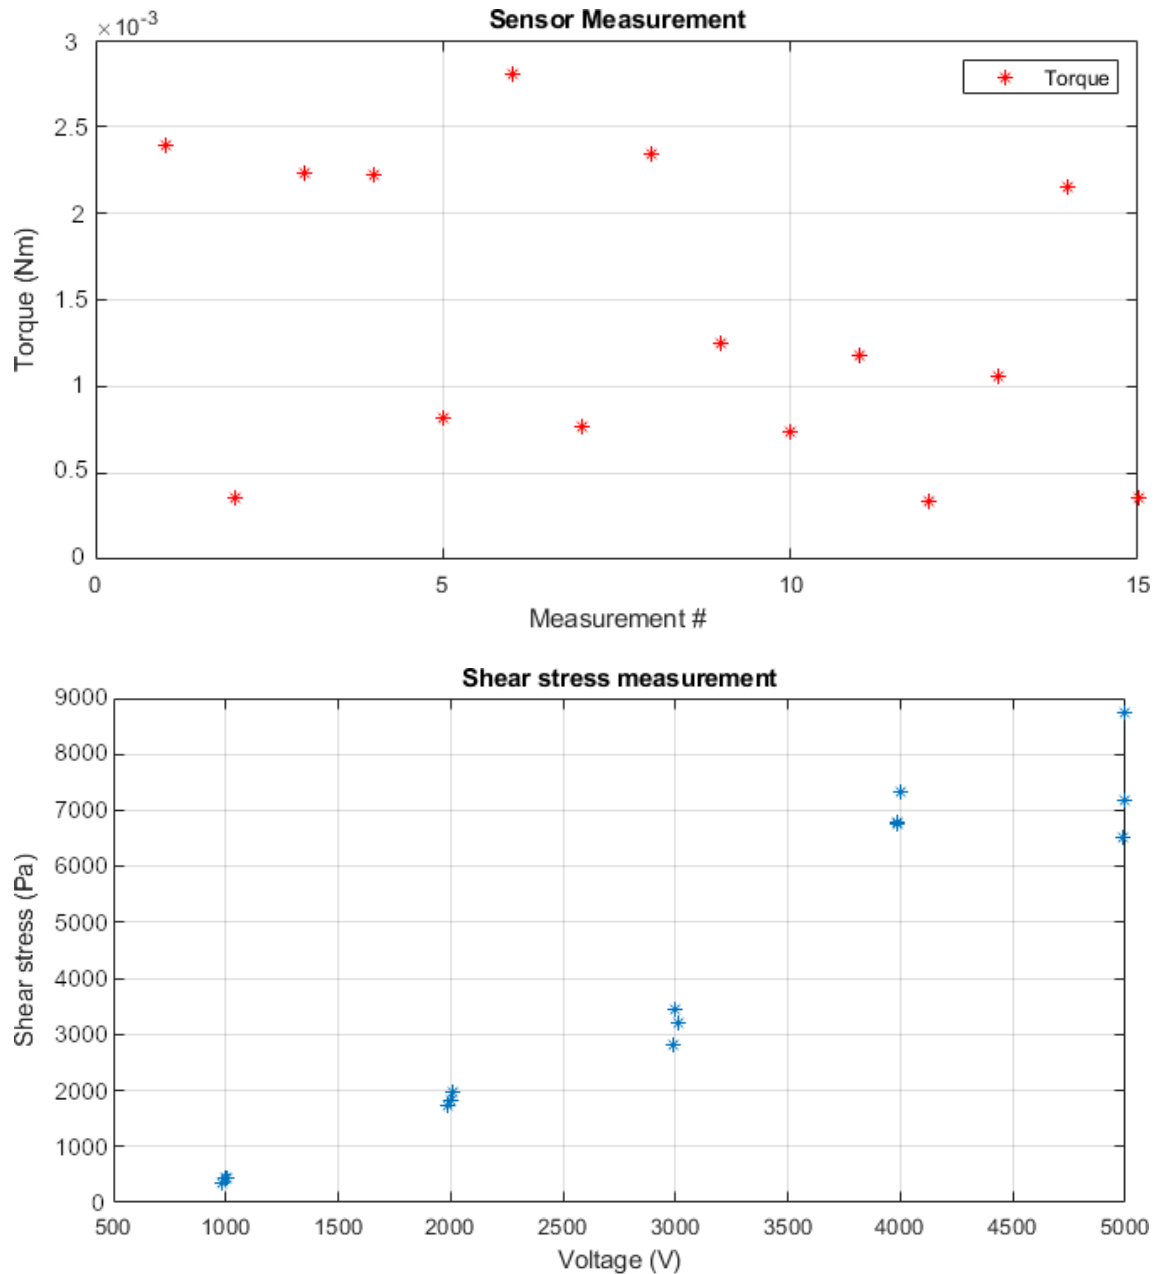 Sensor Measurement
×10⁻³
3
2.5
2
1.5
1
0.5
0
Torque (Nm)
Torque
0 5 10 15
Measurement #
Shear stress measurement
9000
8000
7000
6000
5000
4000
3000
2000
1000
0
Shear stress (Pa)
500 1000 1500 2000 2500 3000 3500 4000 4500 5000
Voltage (V)